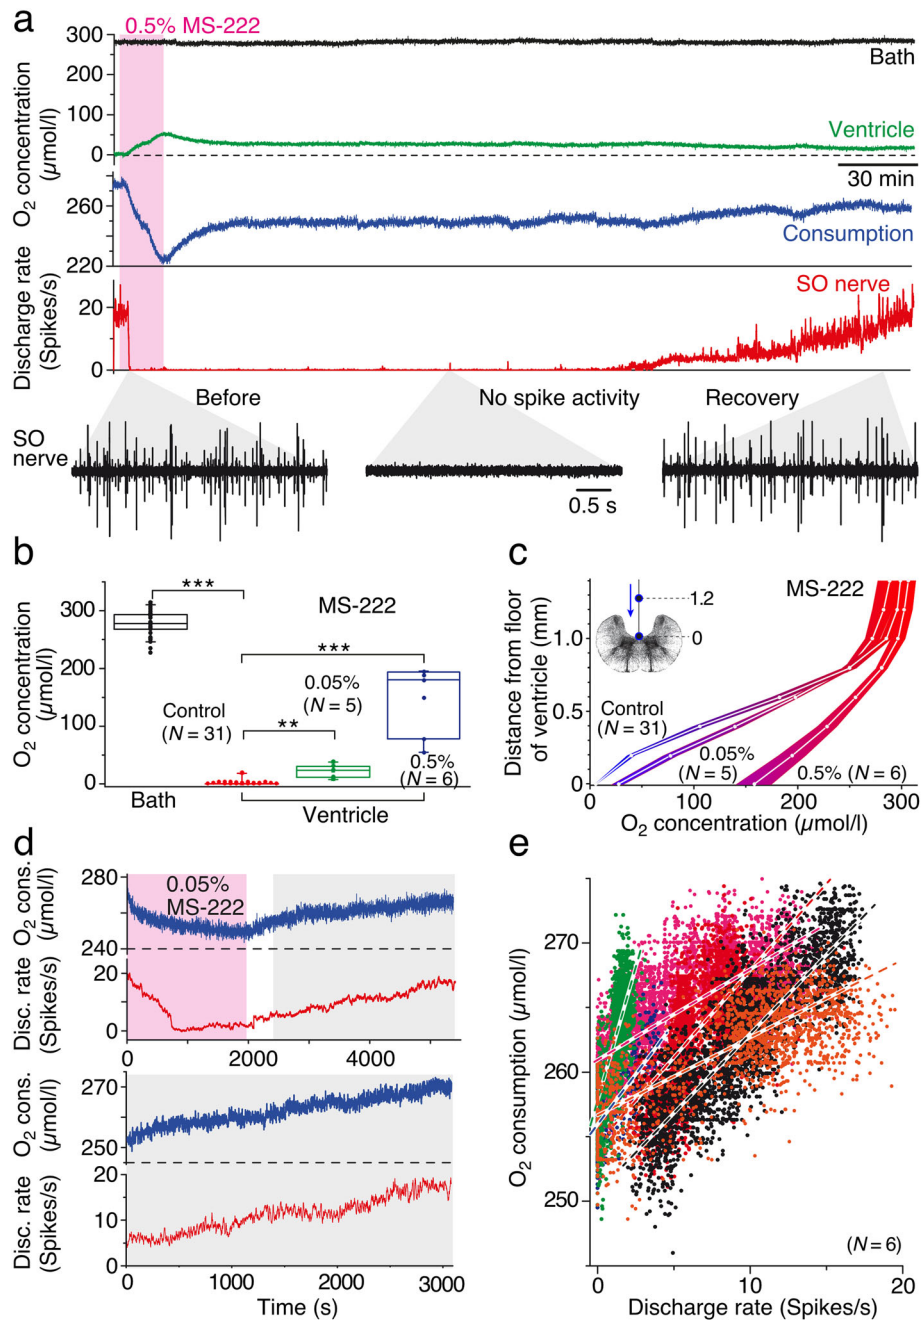 a
0.5% MS-222
O2 concentration
(µmol/l)
300
200
100
0
Bath
Ventricle
30 min
O2 concentration
(µmol/l)
260
220
Consumption
Discharge rate
(Spikes/s)
20
0
SO nerve
Before
No spike activity
Recovery
SO
nerve
0.5 s
b
O2 concentration
(µmol/l)
300
200
100
0
***
MS-222
***
0.05%
(N = 5)
Control
(N = 31)
**
0.5%
(N = 6)
Bath
Ventricle
c
Distance from floor
of ventricle (mm)
1.0
0.5
0
MS-222
1.2
0
Control
(N = 31)
0.05%
(N = 5)
0.5% (N = 6)
0
100
200
300
O2 concentration (µmol/l)
d
O2 cons.
(µmol/l)
280
240
0.05%
MS-222
Disc. rate
(Spikes/s)
20
0
0
2000
4000
O2 cons.
(µmol/l)
270
250
Disc. rate
(Spikes/s)
20
10
0
0
1000
2000
3000
Time (s)
e
O2 consumption (µmol/l)
270
260
250
(N = 6)
0
10
20
Discharge rate (Spikes/s)